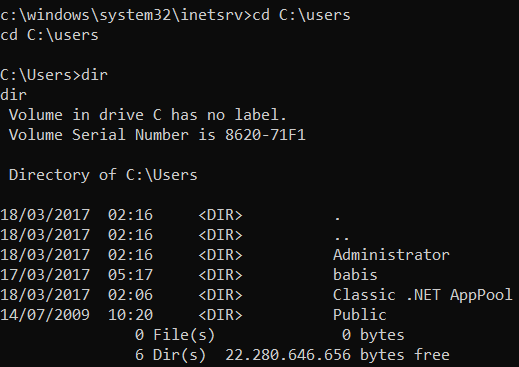 c:\windows\system32\inetsrv>cd C:\users
cd C:\users
C:\Users>dir
dir
 Volume in drive C has no label.
 Volume Serial Number is 8620-71F1
 Directory of C:\Users
18/03/2017  02:16    <DIR>          .
18/03/2017  02:16    <DIR>          ..
18/03/2017  02:16    <DIR>          Administrator
17/03/2017  05:17    <DIR>          babis
18/03/2017  02:06    <DIR>          Classic .NET AppPool
14/07/2009  10:20    <DIR>          Public
               0 File(s)              0 bytes
               6 Dir(s)  22.280.646.656 bytes free